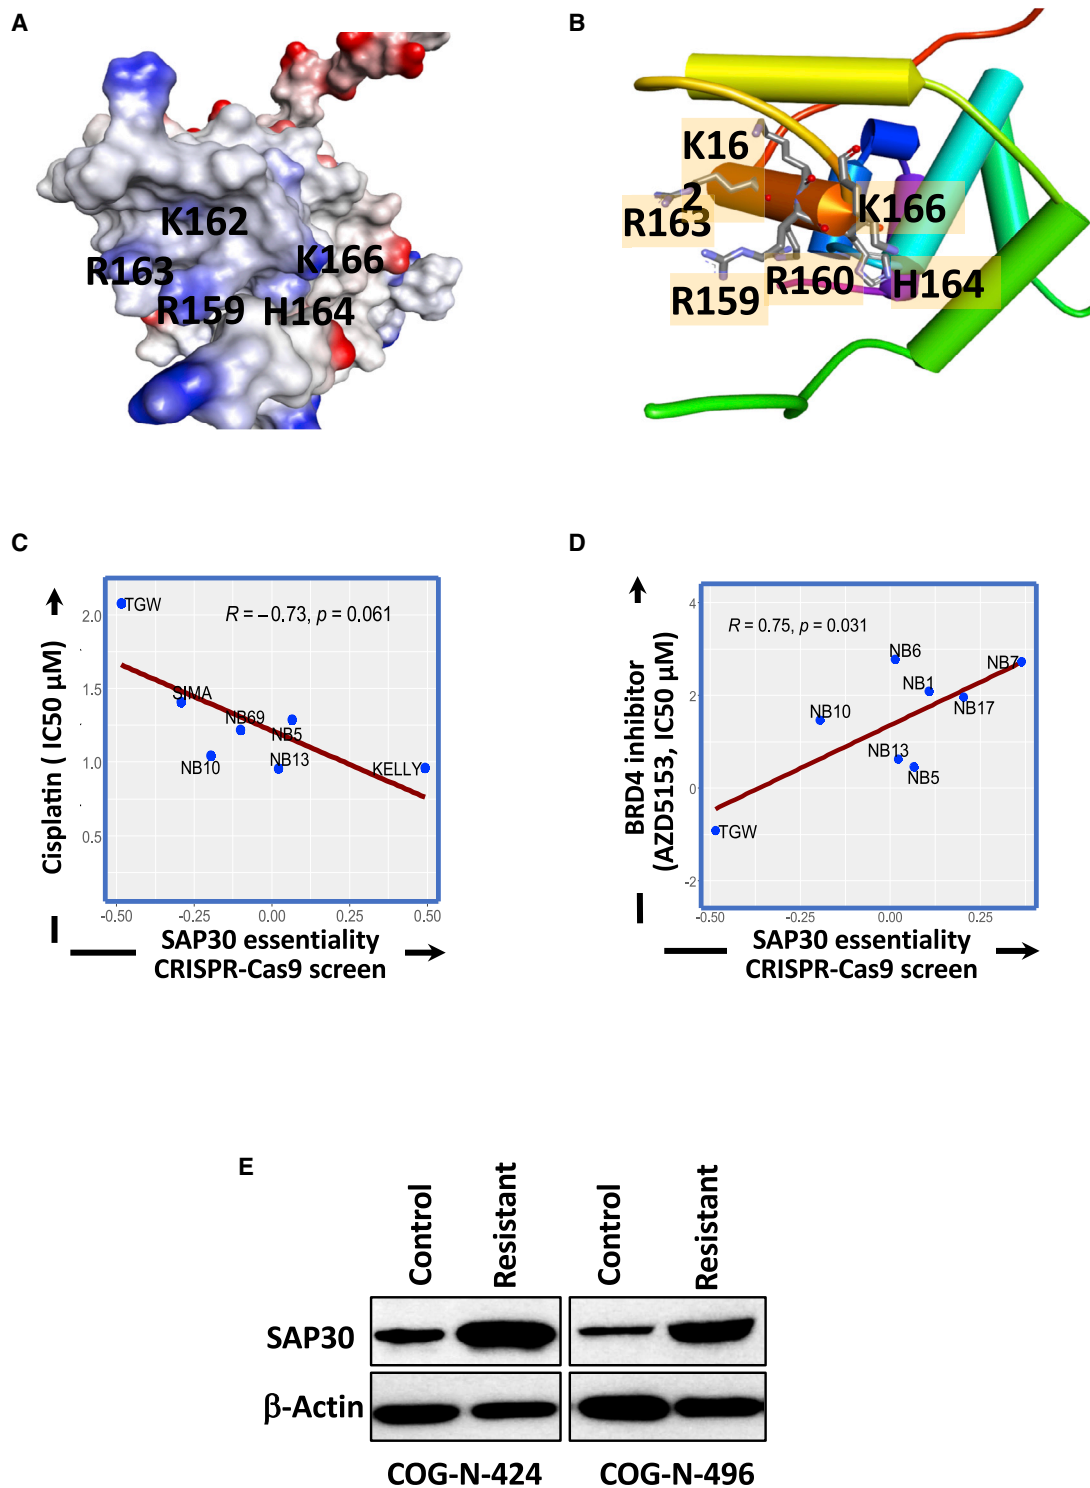 A
K162
R163
K166
R159
H164
B
K16
2
R163
K166
R160
H164
R159
C
Cisplatin ( IC50 μM)
2.0
1.5
1.0
0.5
R = −0.73, p = 0.061
TGW
SIMA
NB69
NB5
NB10
NB13
KELLY
-0.50
-0.25
0.00
0.25
0.50
SAP30 essentiality
CRISPR-Cas9 screen
D
BRD4 inhibitor
(AZD5153, IC50 μM)
4
2
0
-2
R = 0.75, p = 0.031
NB6
NB7
NB1
NB17
NB10
NB13
NB5
TGW
-0.50
-0.25
0.00
0.25
SAP30 essentiality
CRISPR-Cas9 screen
E
Control
Resistant
Control
Resistant
SAP30
β-Actin
COG-N-424
COG-N-496